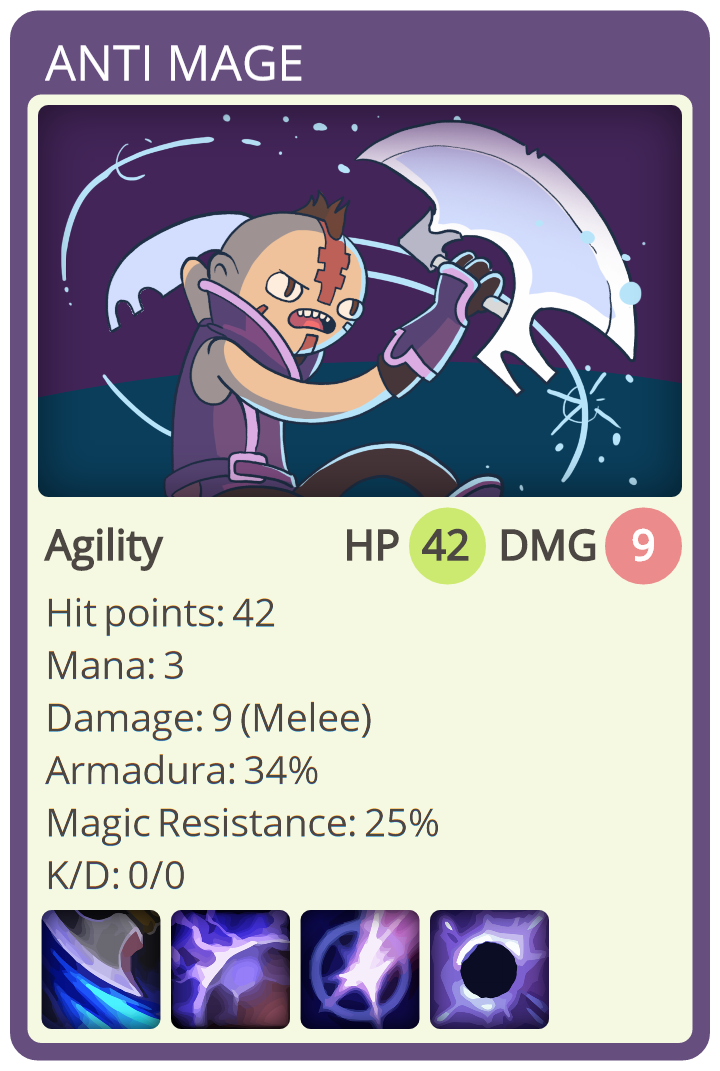 ANTI MAGE
Agility HP 42 DMG 9
Hit points: 42
Mana: 3
Damage: 9 (Melee)
Armadura: 34%
Magic Resistance: 25%
K/D: 0/0